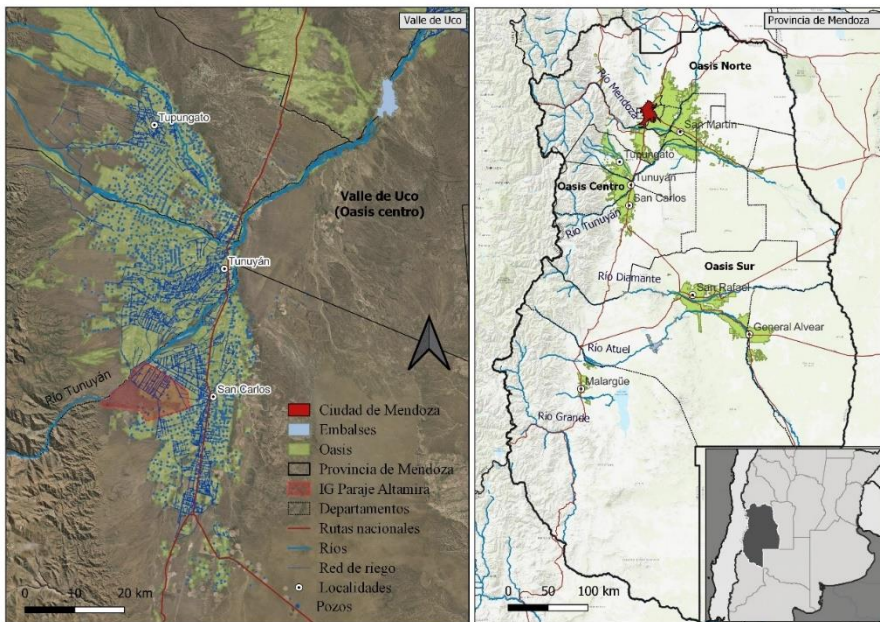 Valle de Uco
Tupungato
Valle de Uco
(Oasis centro)
Tunuyán
Río Tunuyán
San Carlos
Ciudad de Mendoza
Embalses
Oasis
Provincia de Mendoza
IG Paraje Altamira
Departamentos
Rutas nacionales
Ríos
Red de riego
Localidades
Pozos
0 10 20 km
Provincia de Mendoza
Oasis Norte
Río Mendoza
San Martín
Tupungato
Oasis Centro
Tunuyán
San Carlos
Río Tunuyán
Oasis Sur
Río Diamante
San Rafael
General Alvear
Río Atuel
Malargüe
Río Grande
0 50 100 km